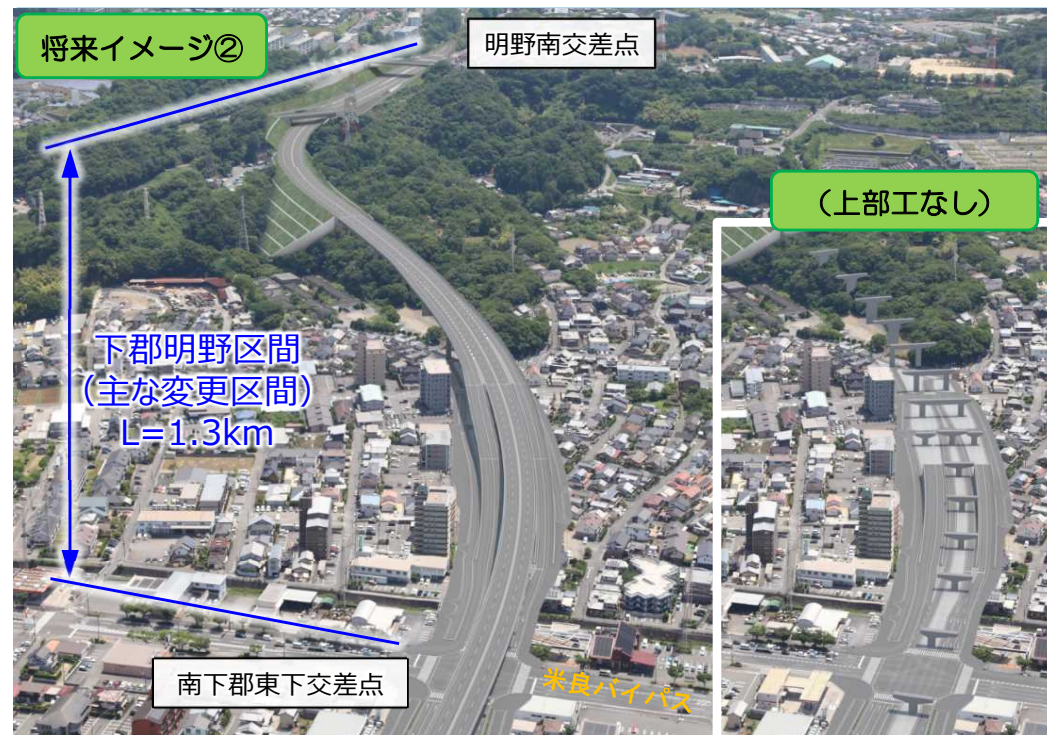 将来イメージ②
明野南交差点
(上部工なし)
下郡明野区間
(主な変更区間)
L=1.3km
南下郡東下交差点
米良バイパス